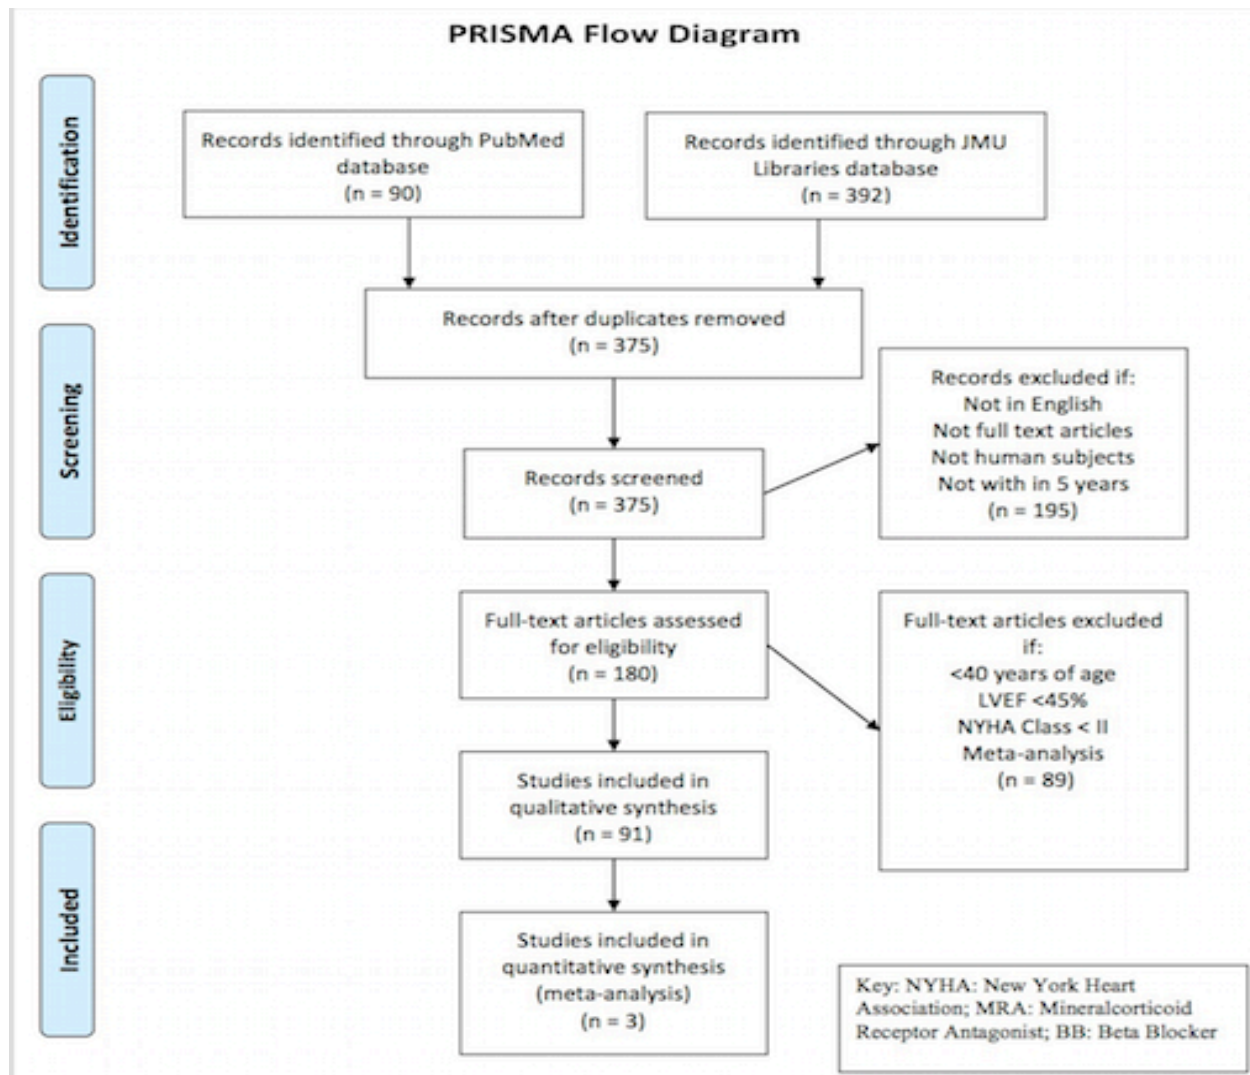 PRISMA Flow Diagram
Identification
Records identified through PubMed
database
(n = 90)
Records identified through JMU
Libraries database
(n = 392)
Records after duplicates removed
(n = 375)
Screening
Records screened
(n = 375)
Records excluded if:
Not in English
Not full text articles
Not human subjects
Not with in 5 years
(n = 195)
Eligibility
Full-text articles assessed
for eligibility
(n = 180)
Full-text articles excluded
if:
<40 years of age
LVEF <45%
NYHA Class < II
Meta-analysis
(n = 89)
Studies included in
qualitative synthesis
(n = 91)
Included
Studies included in
quantitative synthesis
(meta-analysis)
(n = 3)
Key: NYHA: New York Heart
Association; MRA: Mineralcorticoid
Receptor Antagonist; BB: Beta Blocker